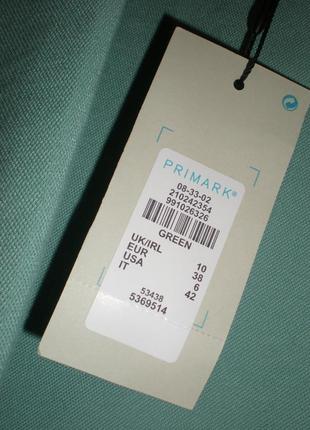 PRIMARK®
08-33-02
210242354
991026326
GREEN
UK/IRL 10
EUR 38
USA 6
IT 42
53438
5369514